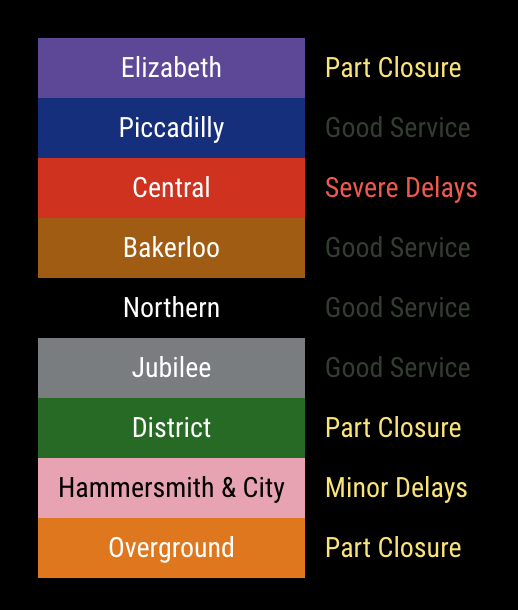 Elizabeth Part Closure
Piccadilly Good Service
Central Severe Delays
Bakerloo Good Service
Northern Good Service
Jubilee Good Service
District Part Closure
Hammersmith & City Minor Delays
Overground Part Closure